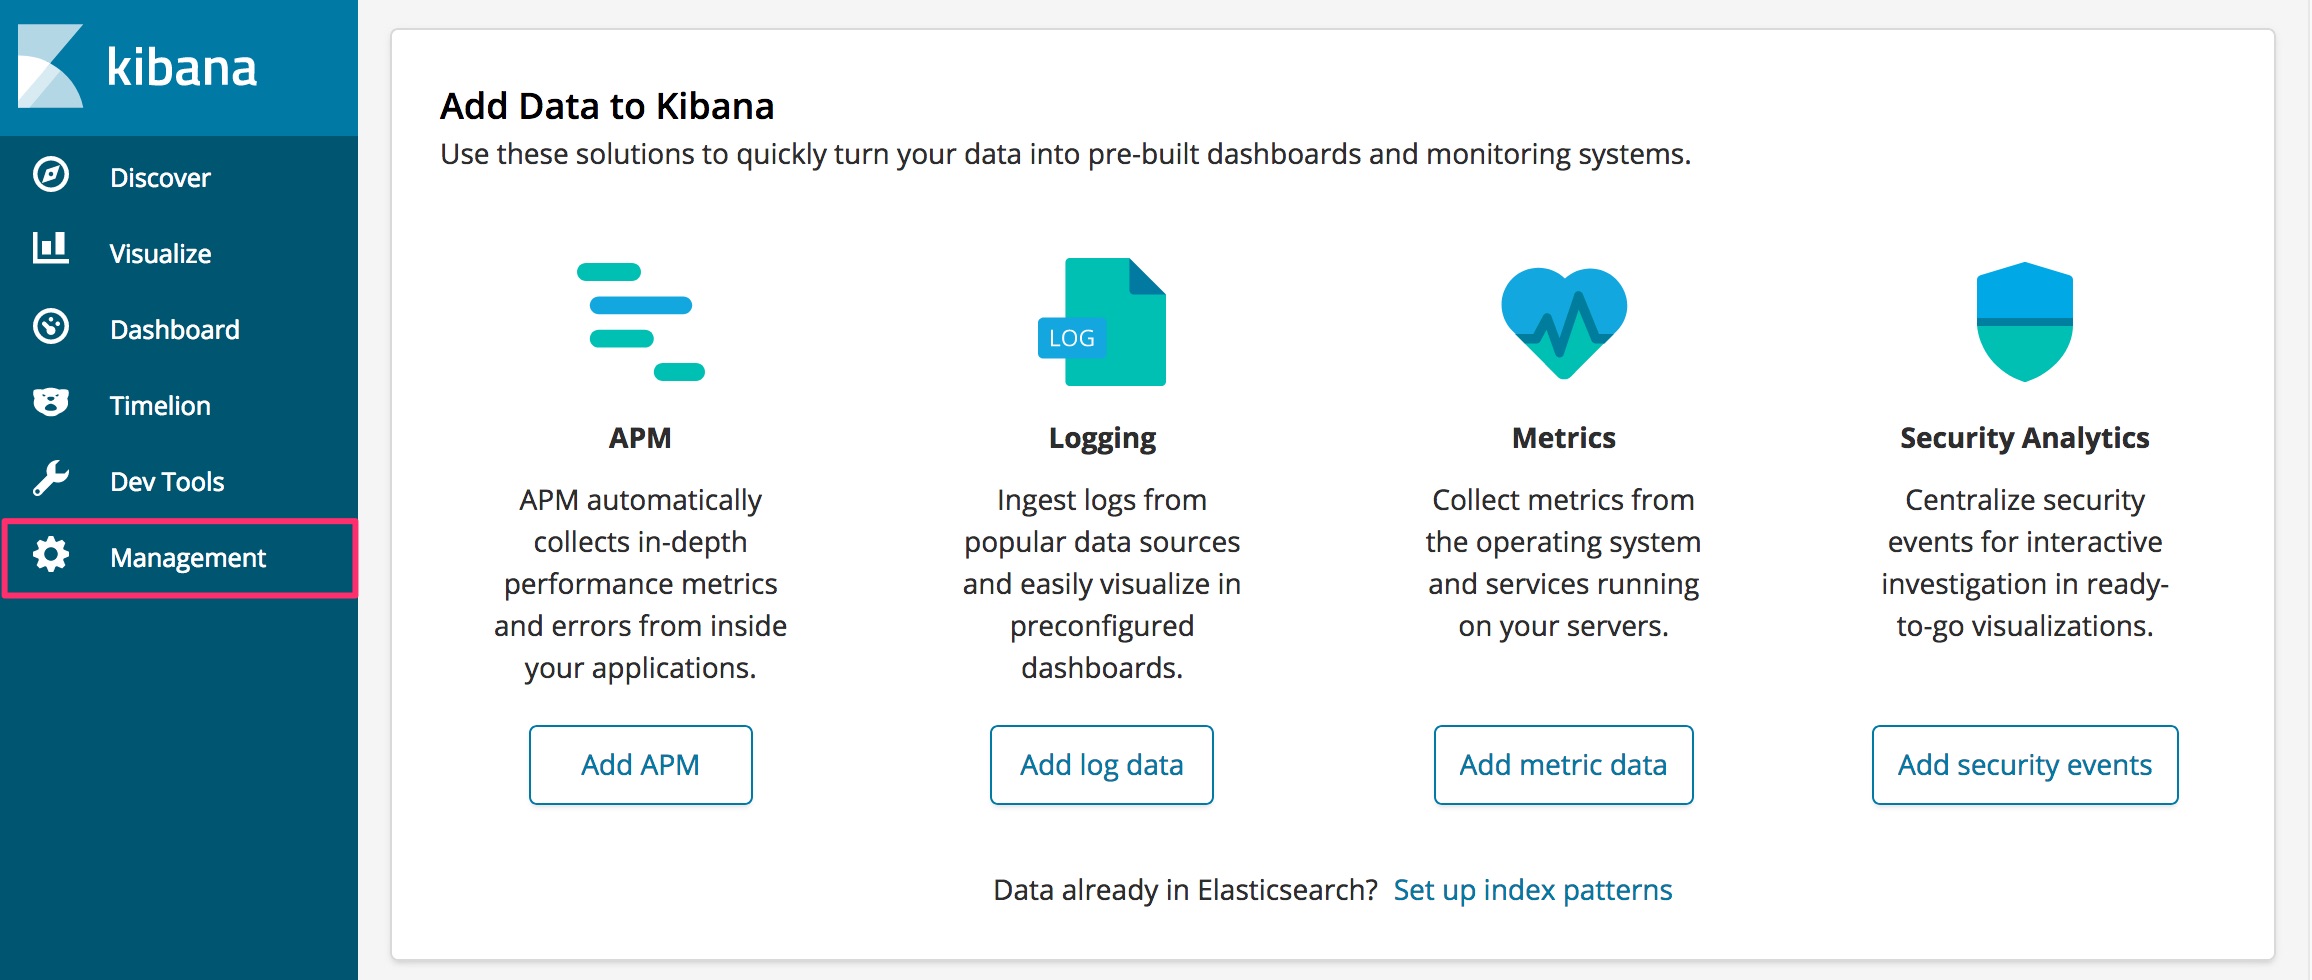 kibana
Discover
Visualize
Dashboard
Timelion
Dev Tools
Management
Add Data to Kibana
Use these solutions to quickly turn your data into pre-built dashboards and monitoring systems.
APM
APM automatically
collects in-depth
performance metrics
and errors from inside
your applications.
Add APM
LOG
Logging
Ingest logs from
popular data sources
and easily visualize in
preconfigured
dashboards.
Add log data
Metrics
Collect metrics from
the operating system
and services running
on your servers.
Add metric data
Security Analytics
Centralize security
events for interactive
investigation in ready-
to-go visualizations.
Add security events
Data already in Elasticsearch? Set up index patterns